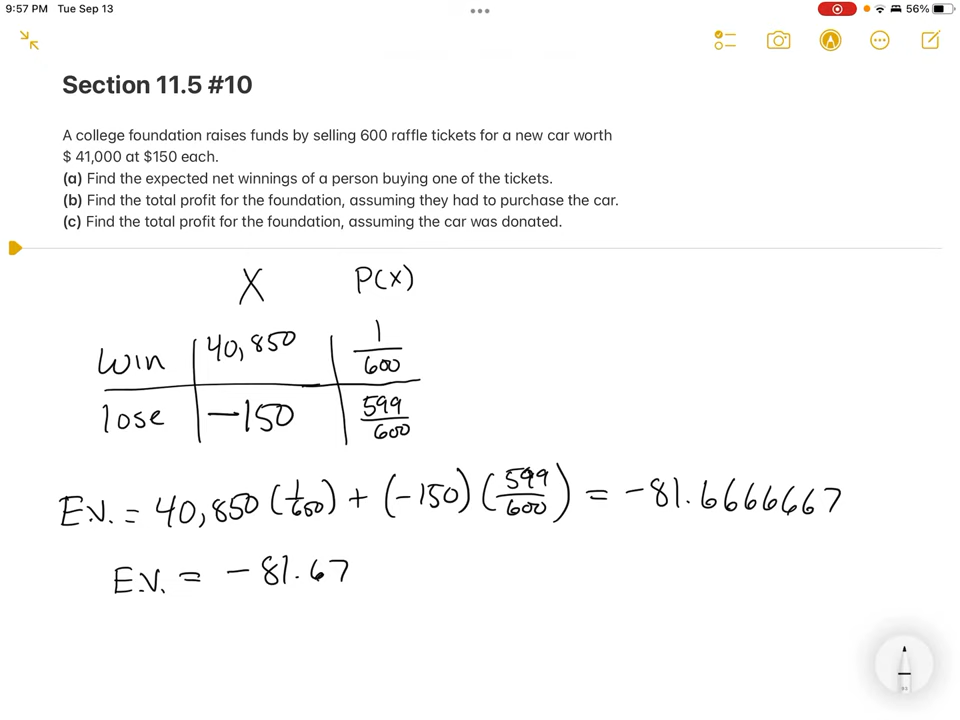 9:57 PM Tue Sep 13 56%
Section 11.5 #10
A college foundation raises funds by selling 600 raffle tickets for a new car worth
$ 41,000 at $150 each.
(a) Find the expected net winnings of a person buying one of the tickets.
(b) Find the total profit for the foundation, assuming they had to purchase the car.
(c) Find the total profit for the foundation, assuming the car was donated.
X P(X)
Win 40,850 1/600
lose -150 599/600
E.V. = 40,850 (1/600) + (-150) (599/600) = -81.6666667
E.V. = -81.67